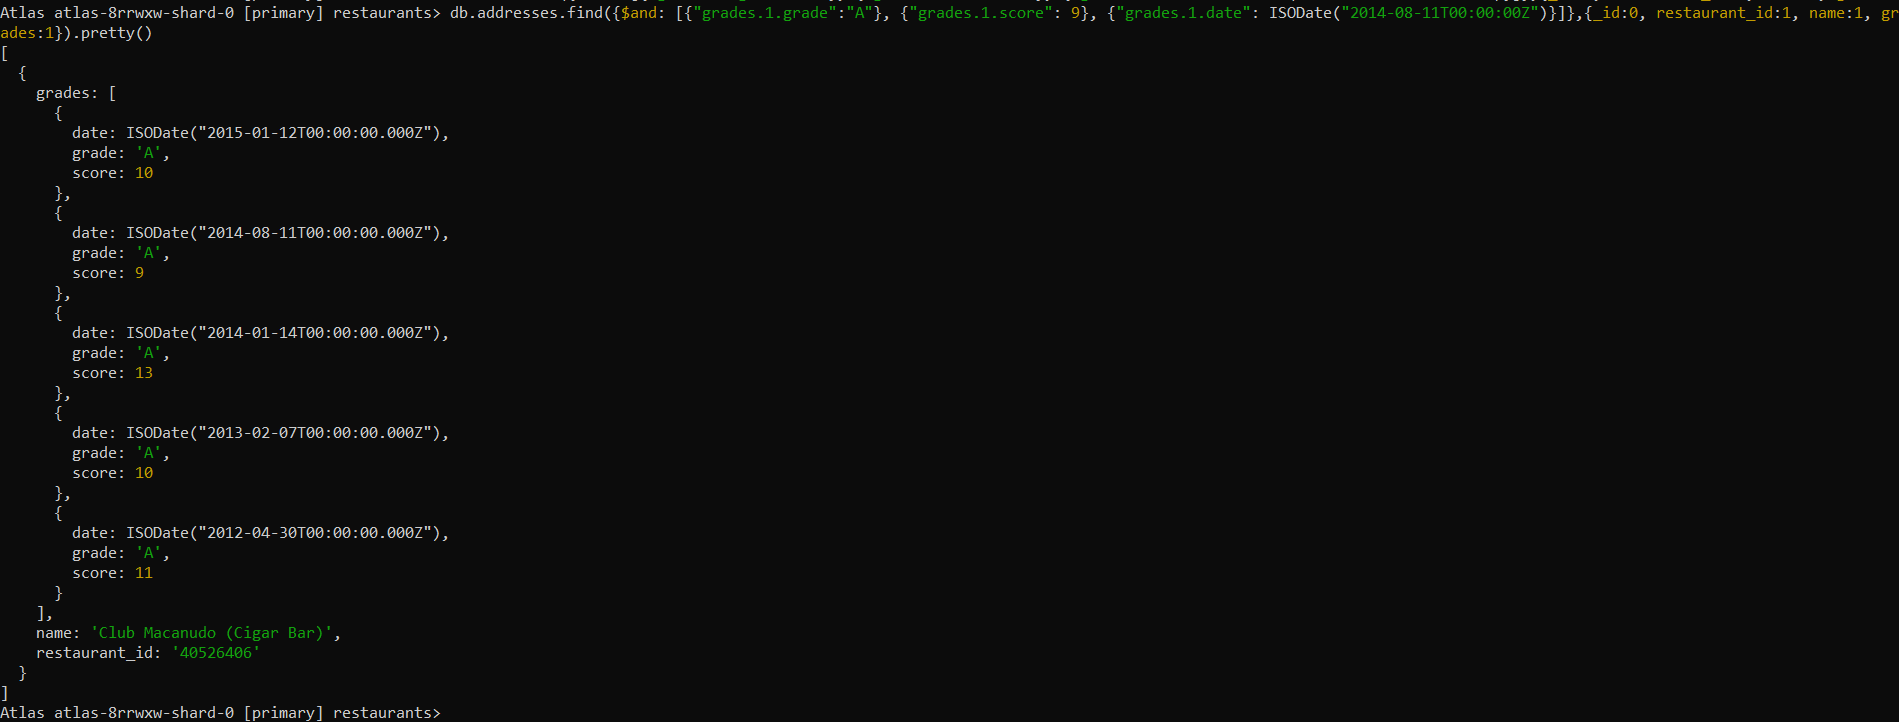 Atlas atlas-8rrwxw-shard-0 [primary] restaurants> db.addresses.find({$and: [{"grades.1.grade":"A"}, {"grades.1.score": 9}, {"grades.1.date": ISODate("2014-08-11T00:00:00Z")}]},{_id:0, restaurant_id:1, name:1, gr
ades:1}).pretty()
[
  {
    grades: [
      {
        date: ISODate("2015-01-12T00:00:00.000Z"),
        grade: 'A',
        score: 10
      },
      {
        date: ISODate("2014-08-11T00:00:00.000Z"),
        grade: 'A',
        score: 9
      },
      {
        date: ISODate("2014-01-14T00:00:00.000Z"),
        grade: 'A',
        score: 13
      },
      {
        date: ISODate("2013-02-07T00:00:00.000Z"),
        grade: 'A',
        score: 10
      },
      {
        date: ISODate("2012-04-30T00:00:00.000Z"),
        grade: 'A',
        score: 11
      }
    ],
    name: 'Club Macanudo (Cigar Bar)',
    restaurant_id: '40526406'
  }
]
Atlas atlas-8rrwxw-shard-0 [primary] restaurants>